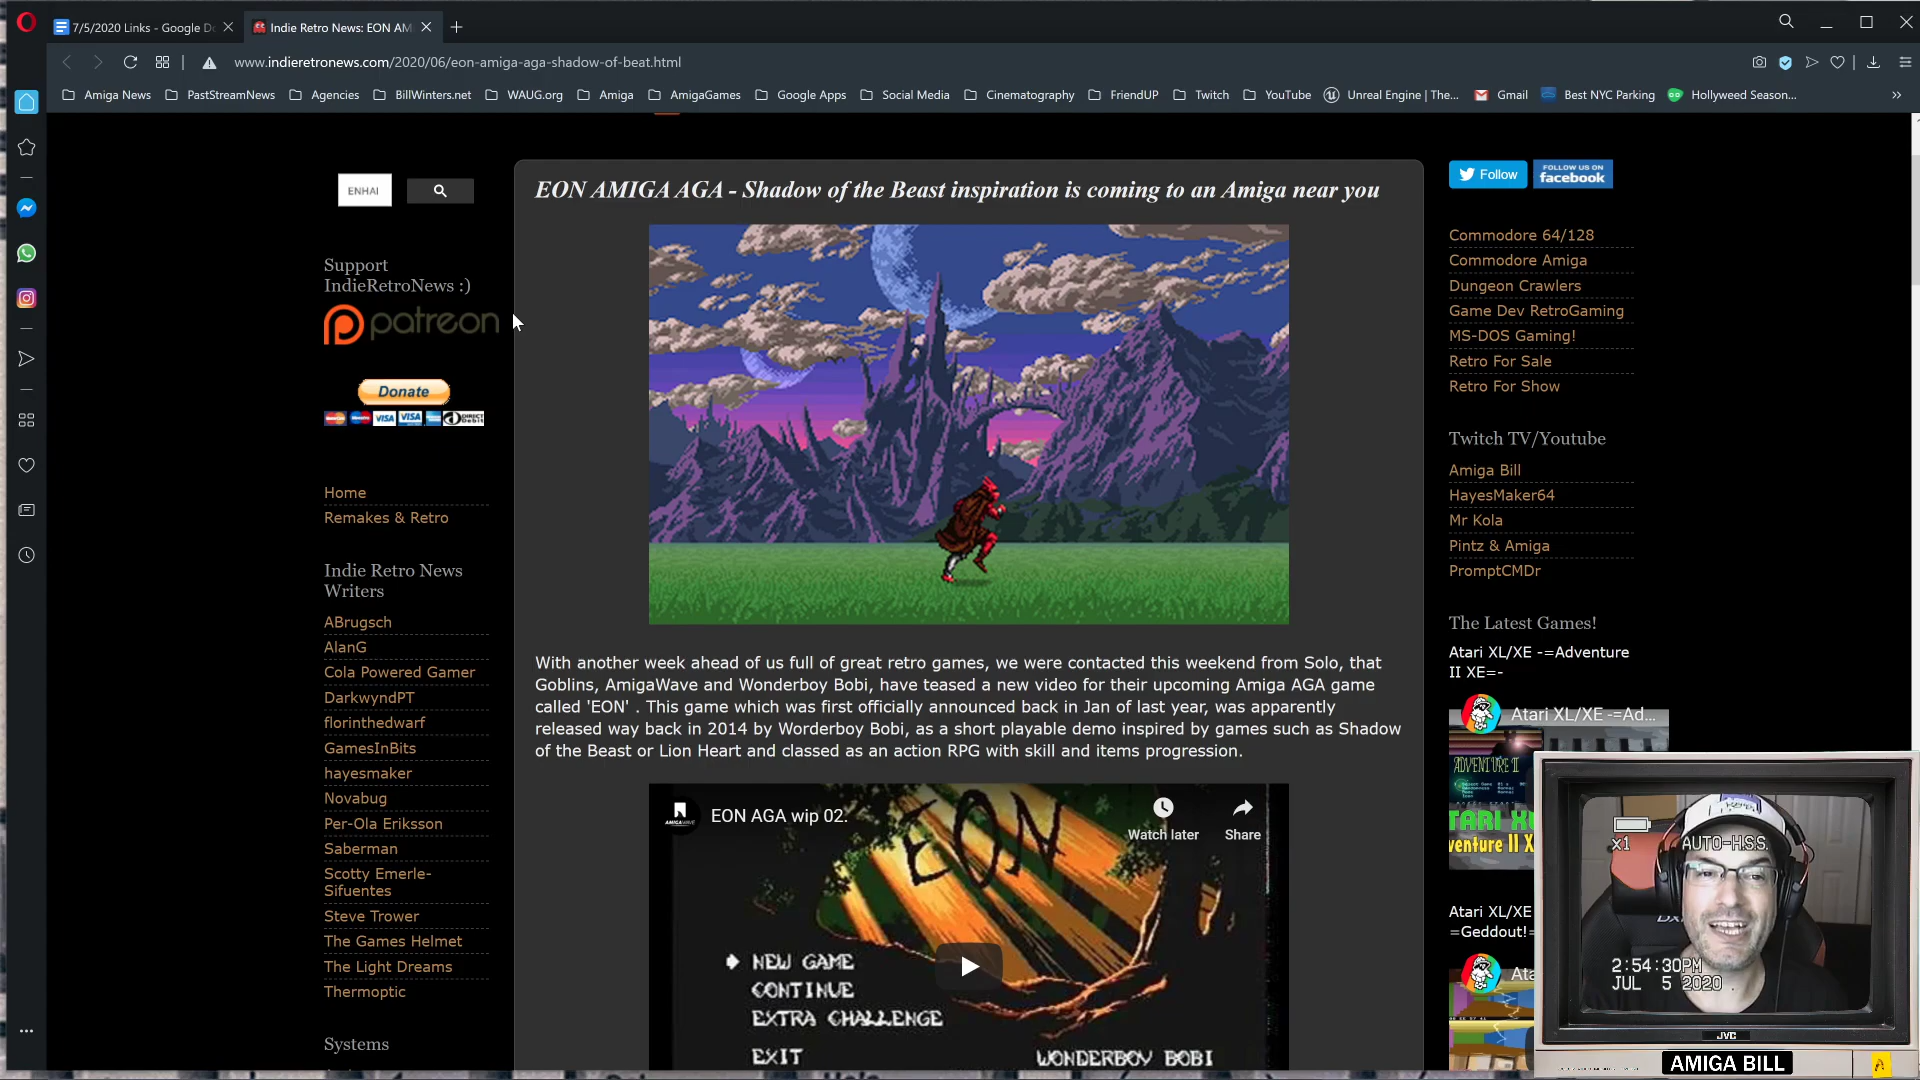 7/5/2020 Links - Google Do
Indie Retro News: EON AM
www.indieretronews.com/2020/06/eon-amiga-aga-shadow-of-beat.html
Amiga News
PastStreamNews
Agencies
BillWinters.net
WAUG.org
Amiga
AmigaGames
Google Apps
Social Media
Cinematography
FriendUP
Twitch
YouTube
Unreal Engine | The...
Gmail
Best NYC Parking
Hollyweed Season...
ENHAI
Support
IndieRetroNews :)
patreon
Donate
VISA
VISA
DIRECT
Debit
Home
Remakes & Retro
Indie Retro News
Writers
ABrugsch
AlanG
Cola Powered Gamer
DarkwyndPT
florinthedwarf
GamesInBits
hayesmaker
Novabug
Per-Ola Eriksson
Saberman
Scotty Emerle-
Sifuentes
Steve Trower
The Games Helmet
The Light Dreams
Thermoptic
Systems
EON AMIGA AGA - Shadow of the Beast inspiration is coming to an Amiga near you
With another week ahead of us full of great retro games, we were contacted this weekend from Solo, that
Goblins, AmigaWave and Wonderboy Bobi, have teased a new video for their upcoming Amiga AGA game
called 'EON' . This game which was first officially announced back in Jan of last year, was apparently
released way back in 2014 by Worderboy Bobi, as a short playable demo inspired by games such as Shadow
of the Beast or Lion Heart and classed as an action RPG with skill and items progression.
AMIGAWAVE
EON AGA wip 02.
Watch later
Share
EON
NEW GAME
CONTINUE
EXTRA CHALLENGE
EXIT
WONDERBOY BOBI
Follow
FOLLOW US ON
facebook
Commodore 64/128
Commodore Amiga
Dungeon Crawlers
Game Dev RetroGaming
MS-DOS Gaming!
Retro For Sale
Retro For Show
Twitch TV/Youtube
Amiga Bill
HayesMaker64
Mr Kola
Pintz & Amiga
PromptCMDr
The Latest Games!
Atari XL/XE -=Adventure
II XE=-
Atari XL/XE -=Ad...
ADVENTURE II
TARI XL
venture II X
Atari XL/XE
=Geddout!=
Ata
x1
AUTO-H.S.S.
2:54:30PM
JUL 5 2020
JVC
AMIGA BILL